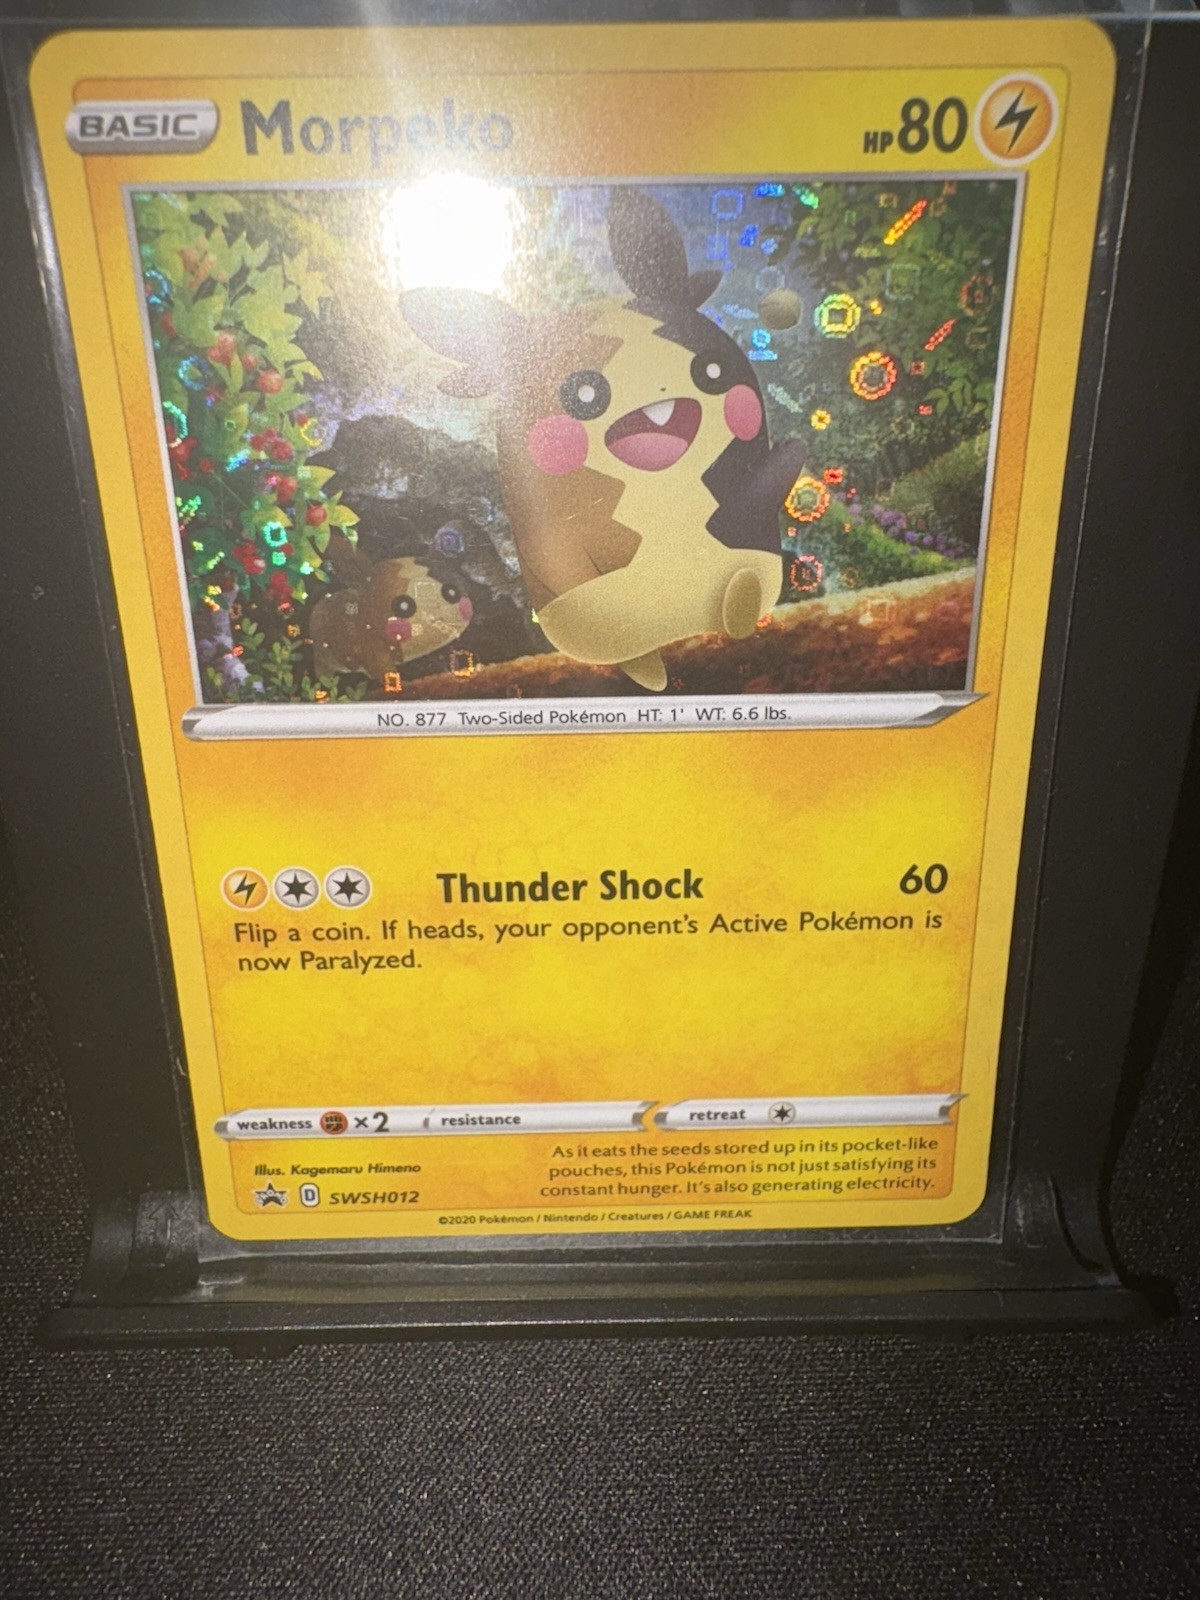 BASIC Morpeko HP 80
NO. 877 Two-Sided Pokémon HT: 1' WT: 6.6 lbs.
Thunder Shock 60
Flip a coin. If heads, your opponent's Active Pokémon is
now Paralyzed.
weakness ×2 resistance retreat
As it eats the seeds stored up in its pocket-like
pouches, this Pokémon is not just satisfying its
constant hunger. It's also generating electricity.
Illus. Kagemaru Himeno
D SWSH012
©2020 Pokémon / Nintendo / Creatures / GAME FREAK